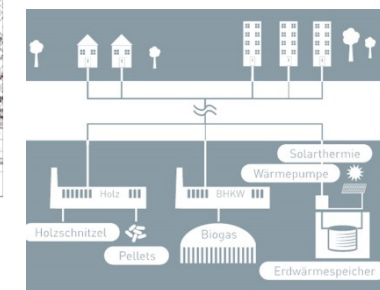 Solarthermie
Wärmepumpe
Holz
BHKW
Holzschnitzel
Pellets
Biogas
Erdwärmespeicher